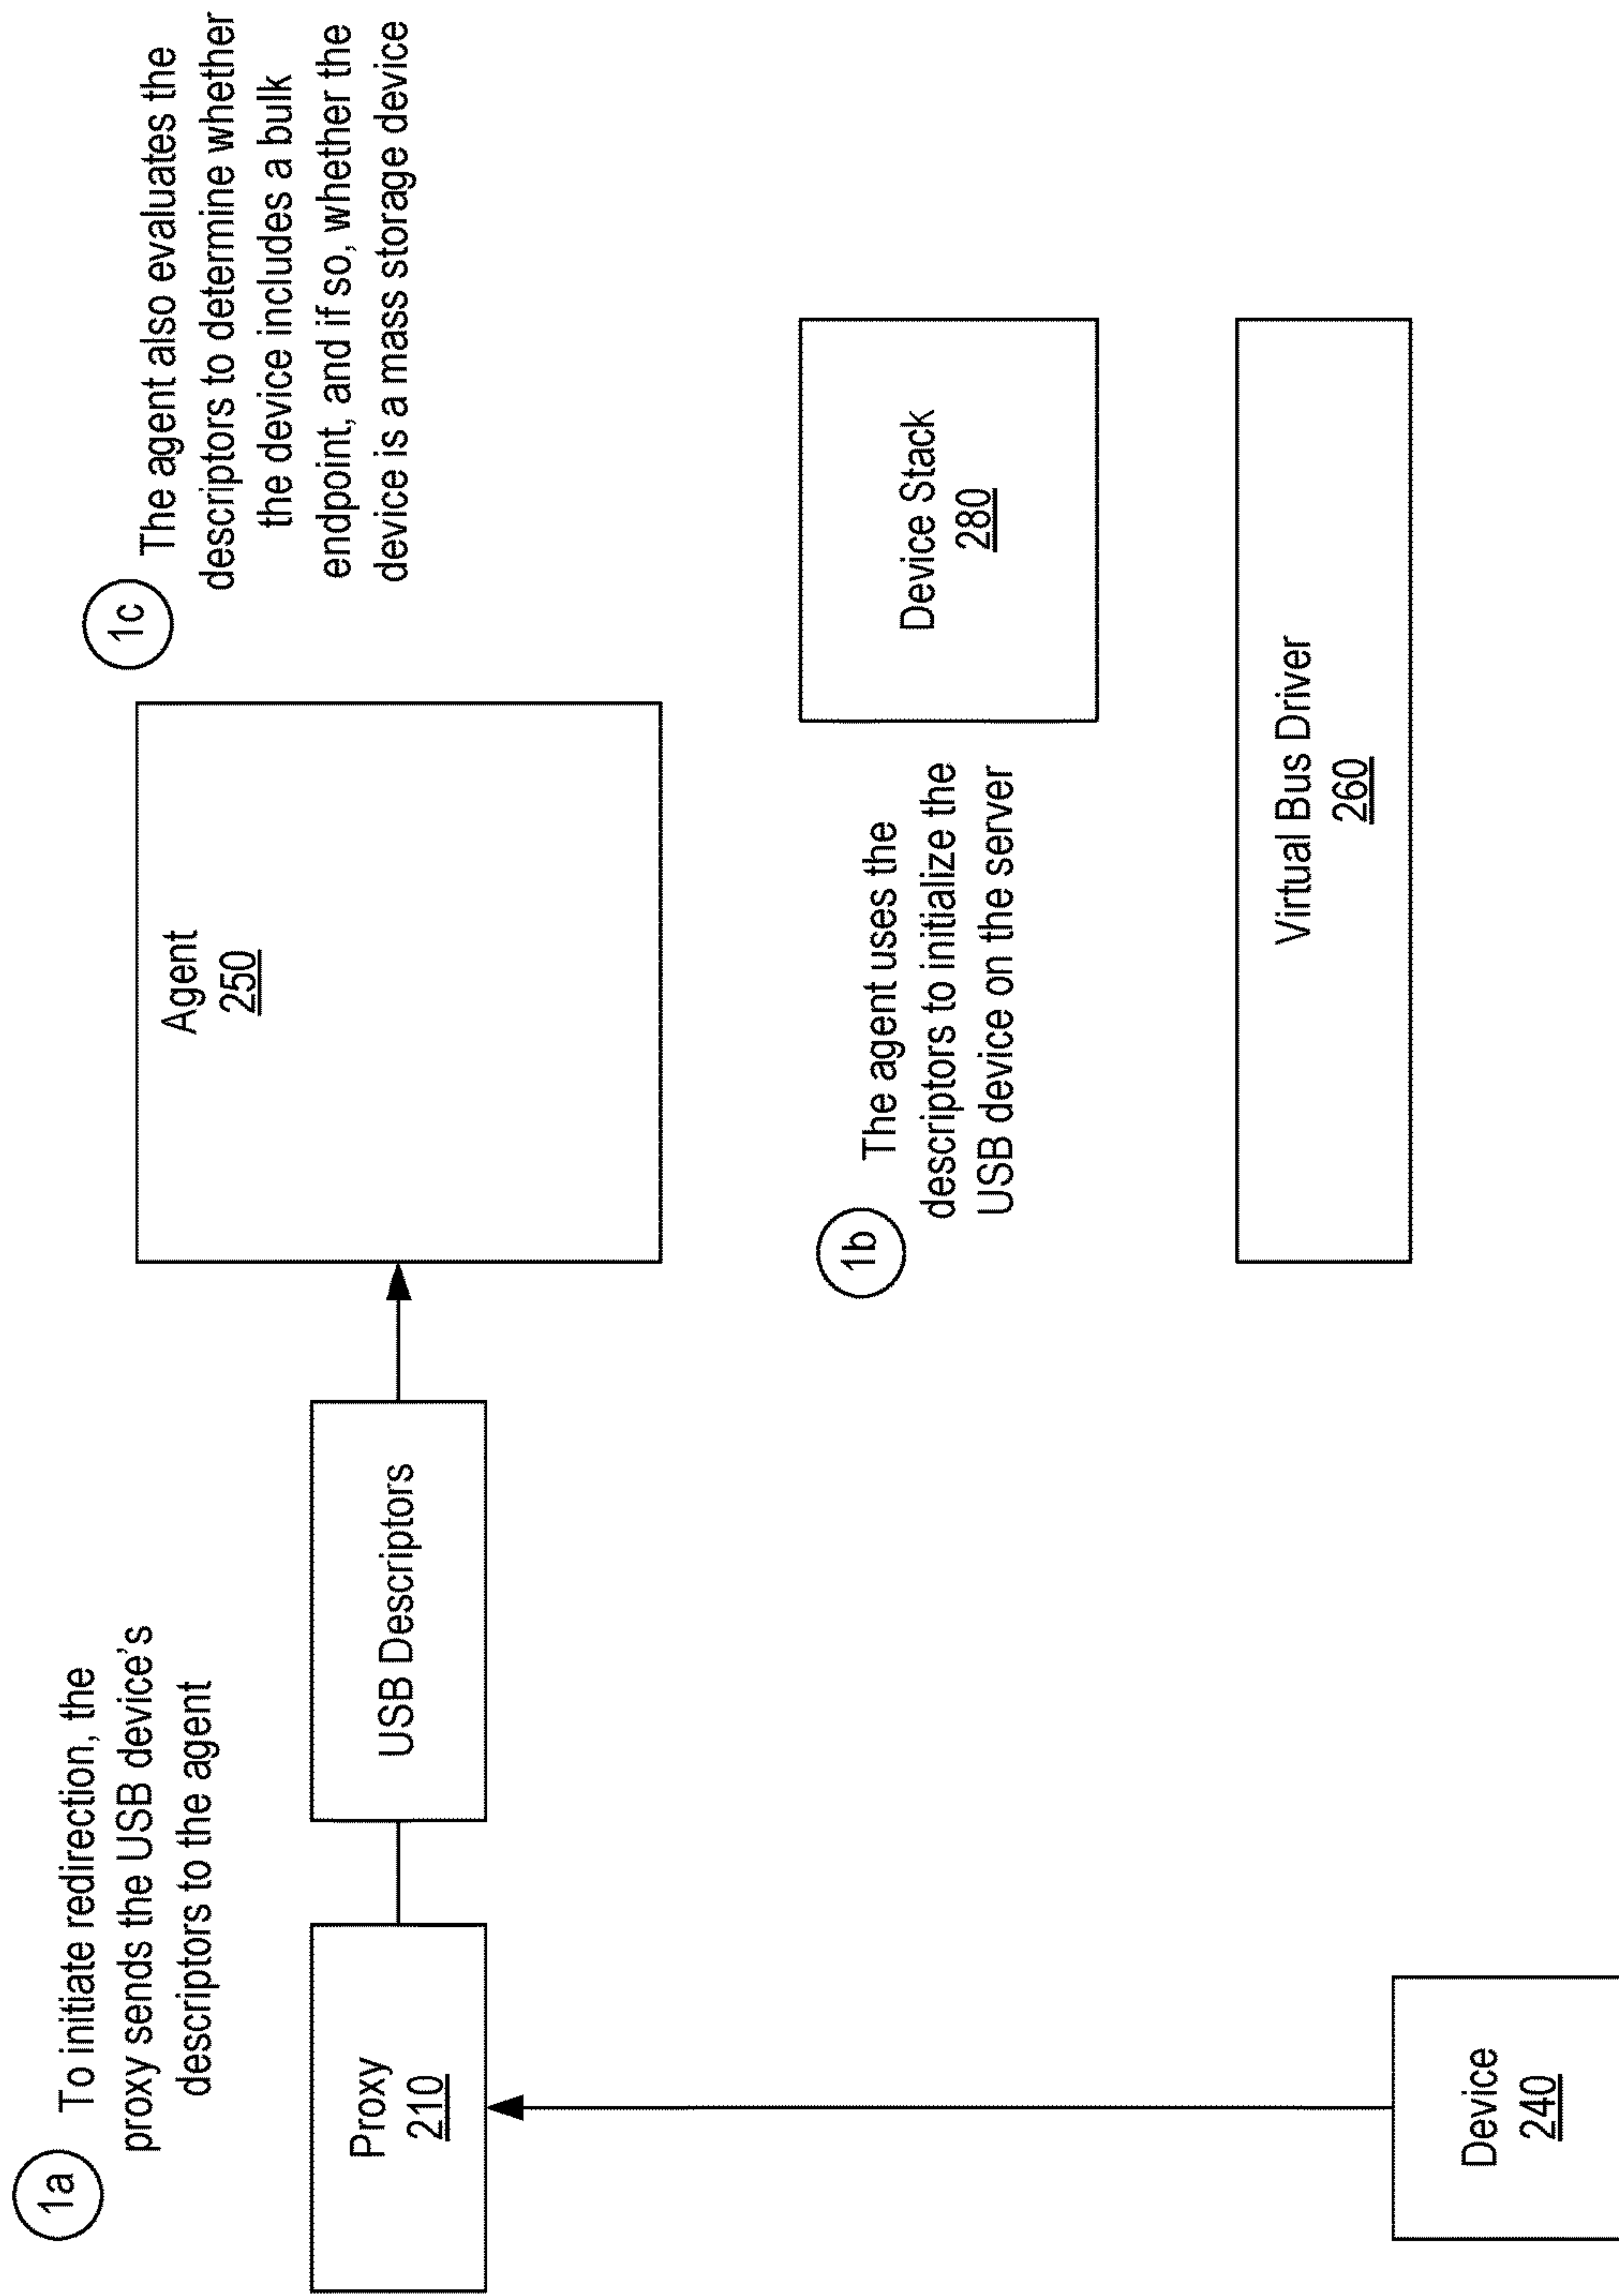 1a
To initiate redirection, the
proxy sends the USB device's
descriptors to the agent
Proxy
210
USB Descriptors
Device
240
Agent
250
1b
The agent uses the
descriptors to initialize the
USB device on the server
1c
The agent also evaluates the
descriptors to determine whether
the device includes a bulk
endpoint, and if so, whether the
device is a mass storage device
Device Stack
280
Virtual Bus Driver
260